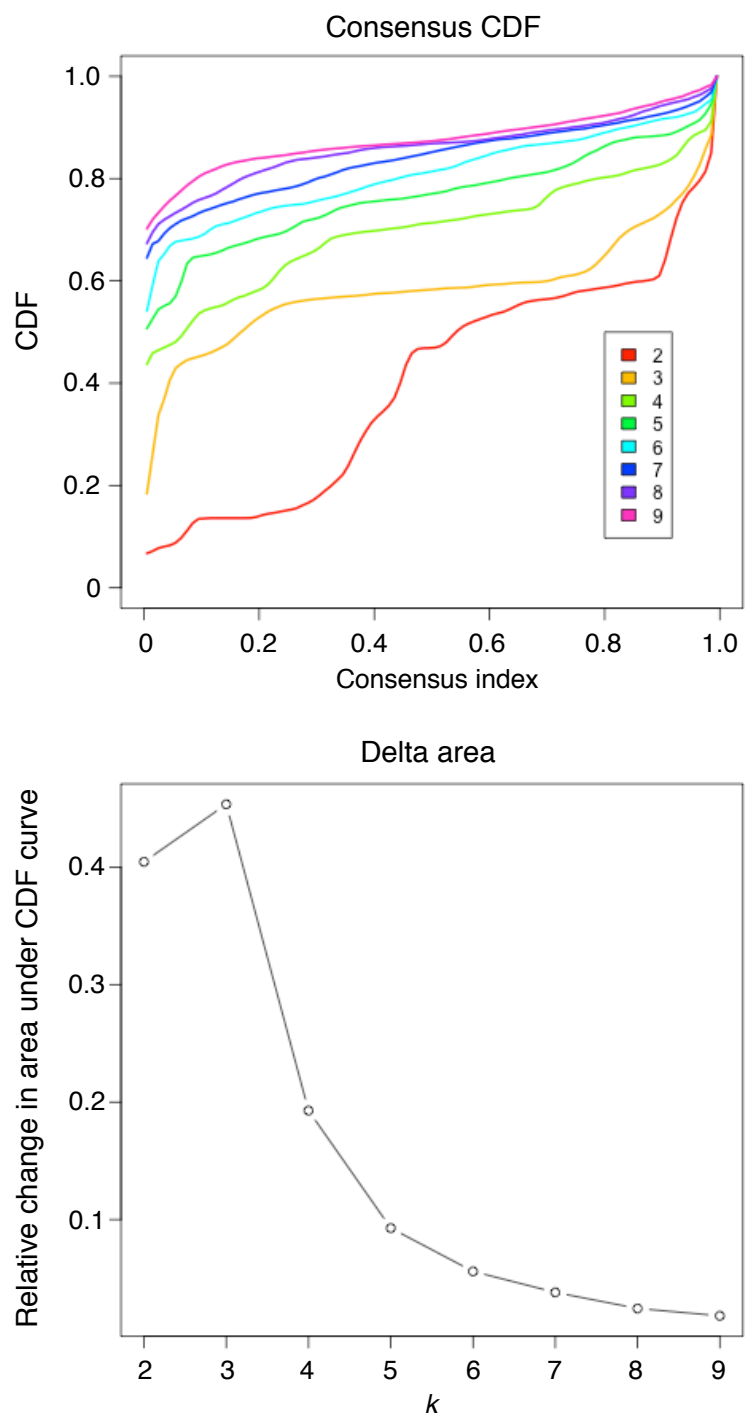 Consensus CDF
CDF
1.0
0.8
0.6
0.4
0.2
0
2
3
4
5
6
7
8
9
0 0.2 0.4 0.6 0.8 1.0
Consensus index
Delta area
Relative change in area under CDF curve
0.4
0.3
0.2
0.1
2 3 4 5 6 7 8 9
k